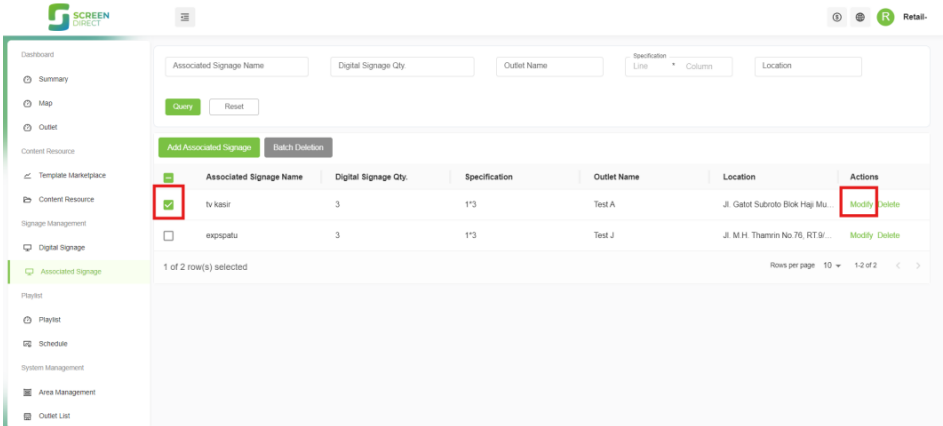 SCREEN
DIRECT
R
Retail-
Dashboard
Summary
Map
Outlet
Content Resource
Template Marketplace
Content Resource
Signage Management
Digital Signage
Associated Signage
Playlist
Playlist
Schedule
System Management
Area Management
Outlet List
Associated Signage Name
Digital Signage Qty.
Outlet Name
Specification
Line * Column
Location
Query
Reset
Add Associated Signage
Batch Deletion
Associated Signage Name Digital Signage Qty. Specification Outlet Name Location Actions
tv kasir 3 1*3 Test A Jl. Gatot Subroto Blok Haji Mu... Modify Delete
expspatu 3 1*3 Test J JL. M.H. Thamrin No.76, RT.9/... Modify Delete
1 of 2 row(s) selected
Rows per page 10 1-2 of 2